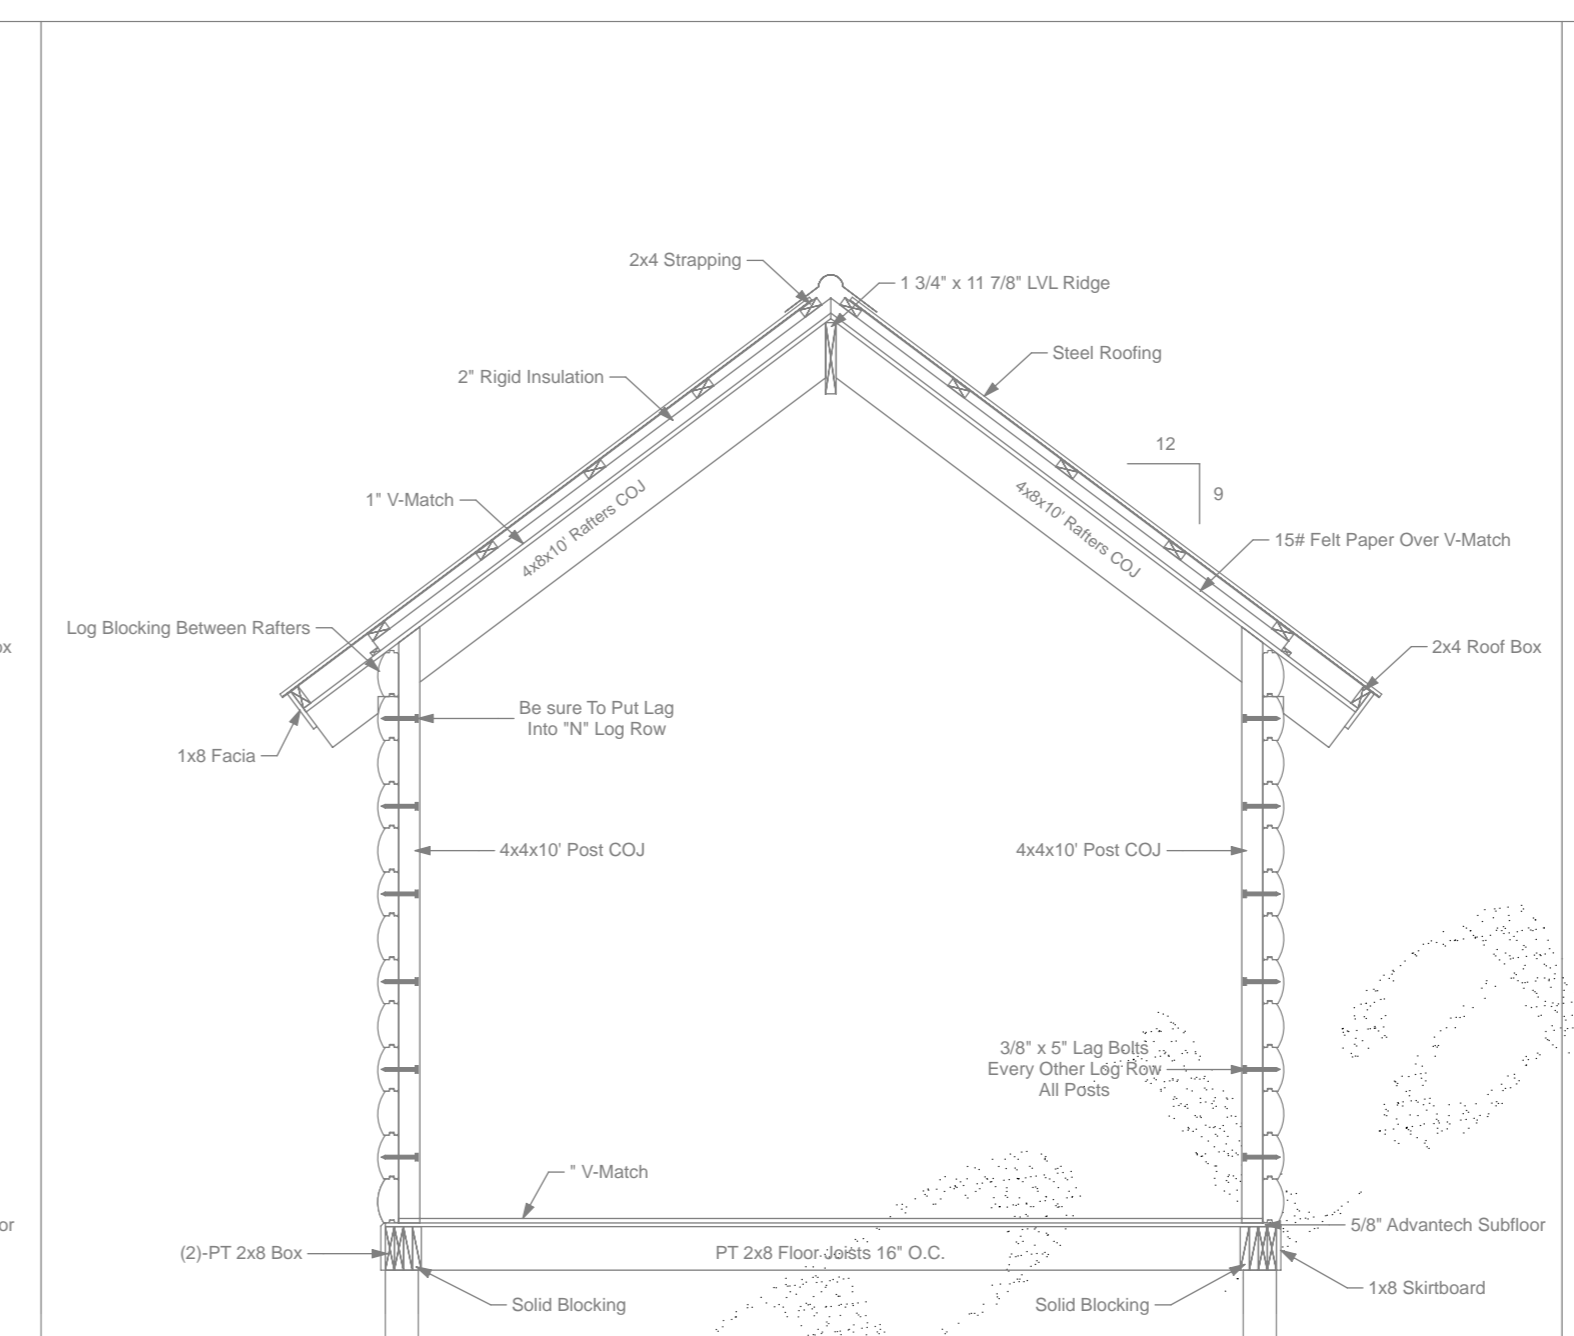 2x4 Strapping
1 3/4" x 11 7/8" LVL Ridge
Steel Roofing
2" Rigid Insulation
12
9
1" V-Match
4x8x10' Rafters COJ
4x8x10' Rafters COJ
15# Felt Paper Over V-Match
Log Blocking Between Rafters
2x4 Roof Box
Be sure To Put Lag
Into "N" Log Row
1x8 Facia
4x4x10' Post COJ
4x4x10' Post COJ
3/8" x 5" Lag Bolts
Every Other Log Row
All Posts
" V-Match
5/8" Advantech Subfloor
(2)-PT 2x8 Box
PT 2x8 Floor Joists 16" O.C.
1x8 Skirtboard
Solid Blocking
Solid Blocking